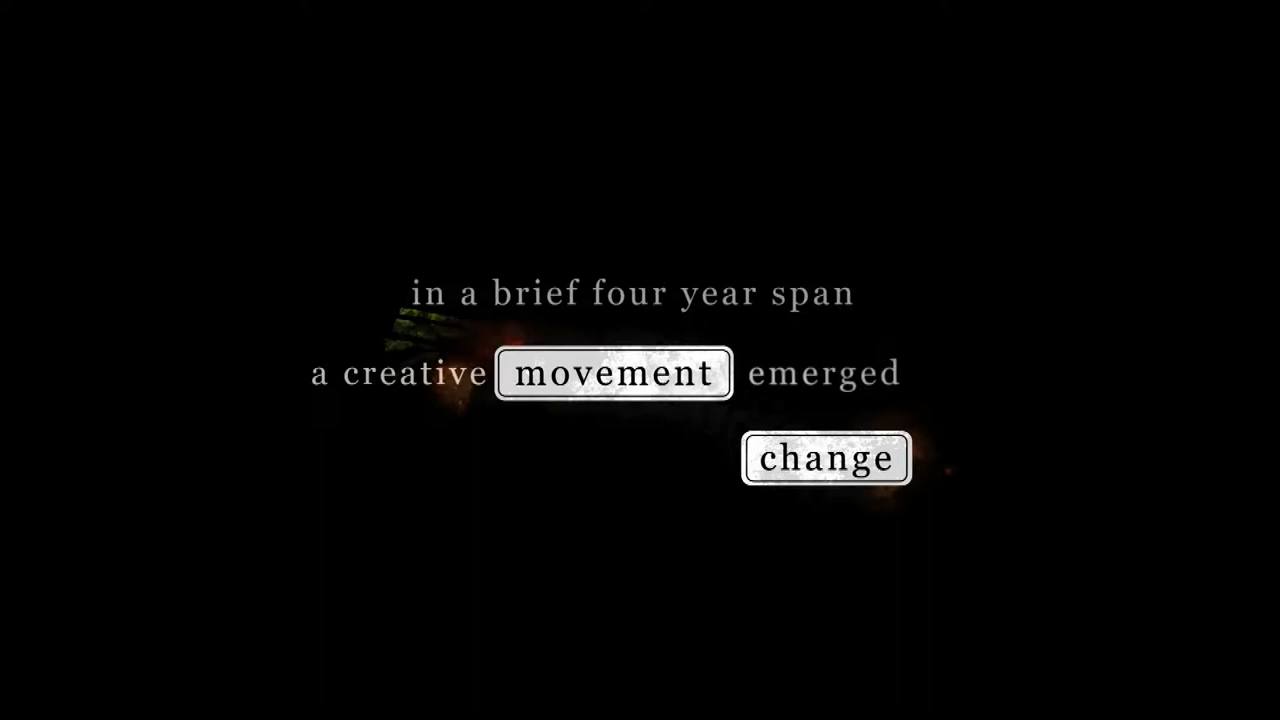 in a brief four year span
a creative movement emerged
change